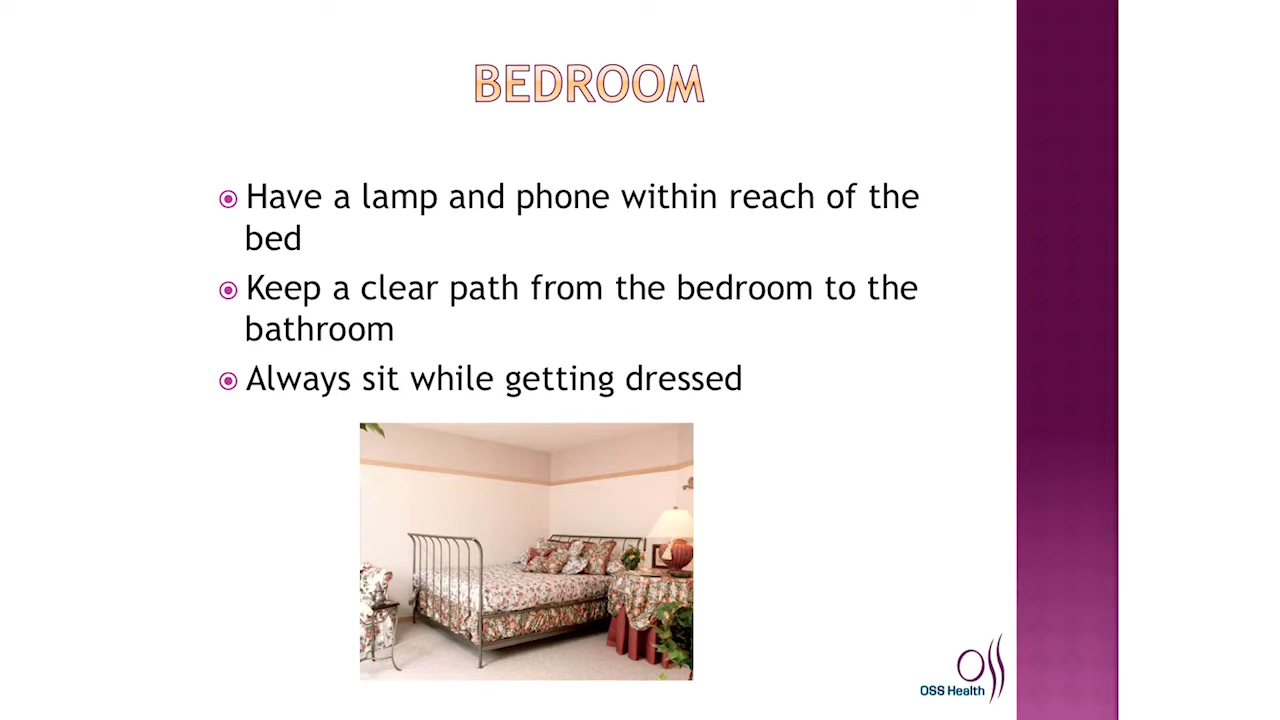 BEDROOM
Have a lamp and phone within reach of the
bed
Keep a clear path from the bedroom to the
bathroom
Always sit while getting dressed
OSS Health